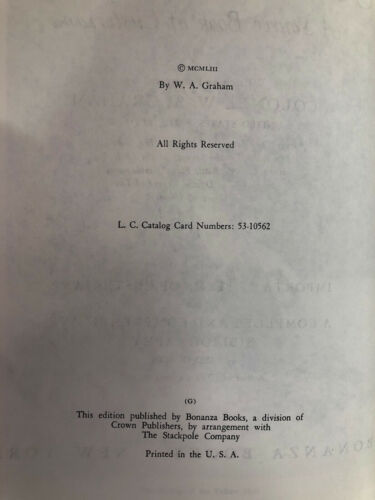 © MCMLIII
By W. A. Graham
All Rights Reserved
L. C. Catalog Card Numbers: 53-10562
(G)
This edition published by Bonanza Books, a division of
Crown Publishers, by arrangement with
The Stackpole Company
Printed in the U. S. A.